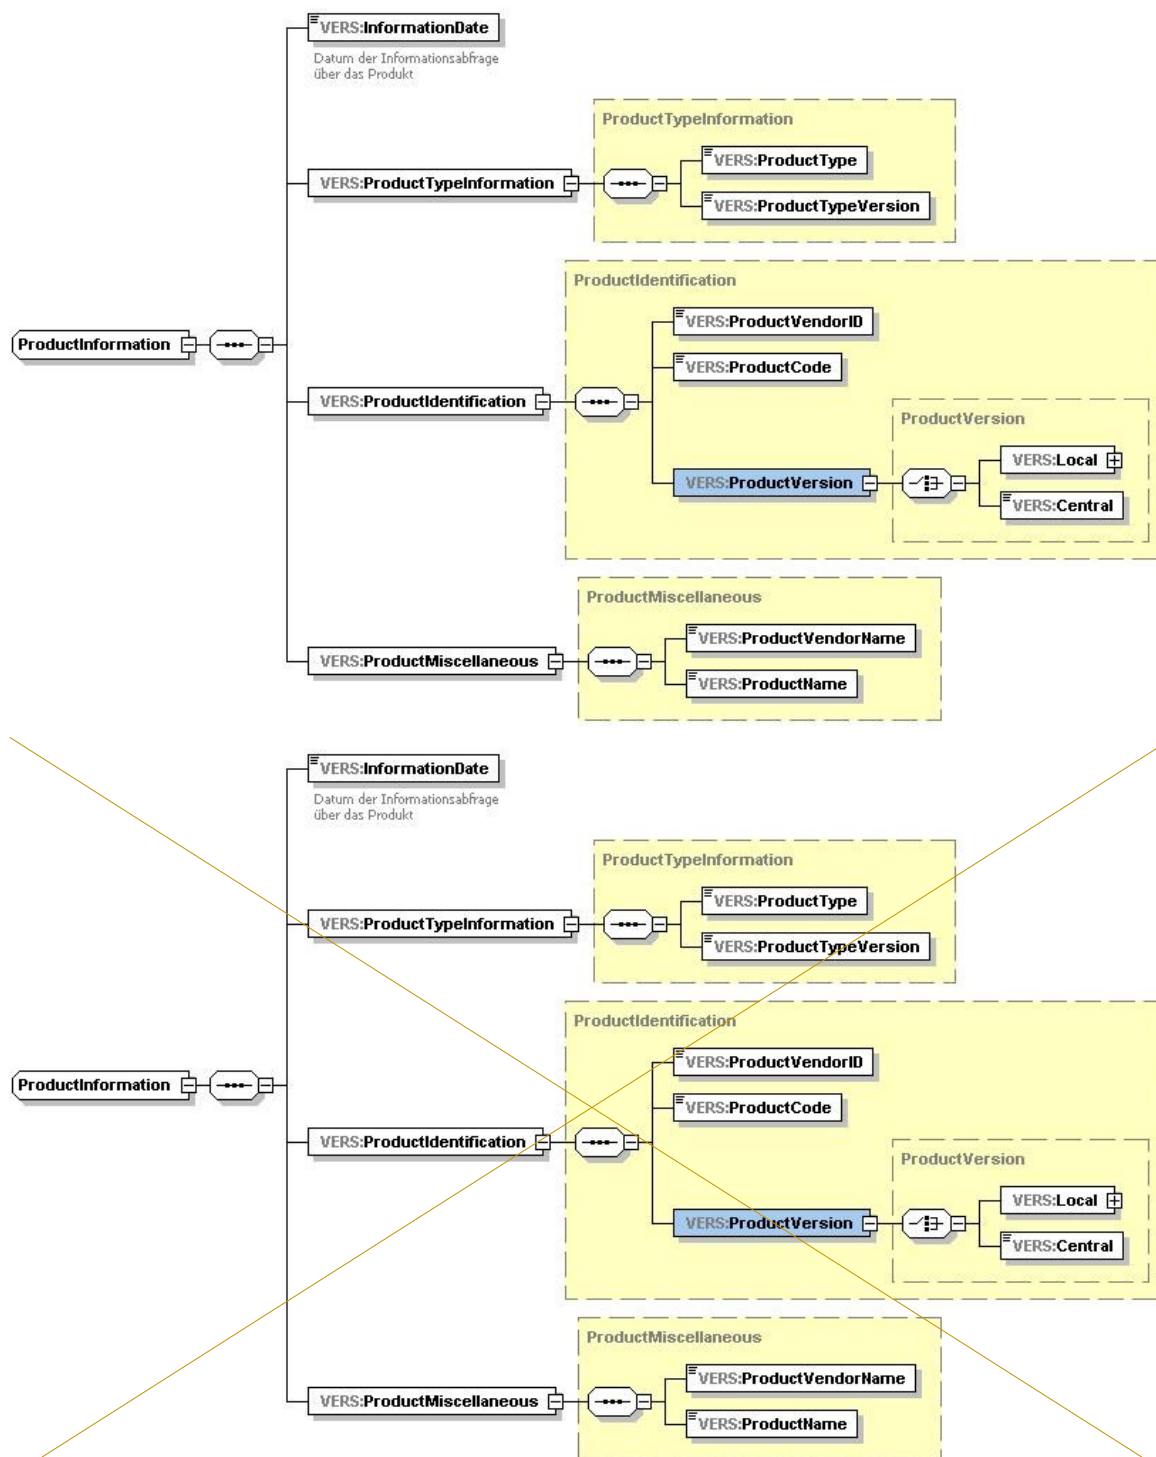 VERS:InformationDate
Datum der Informationsabfrage
über das Produkt
ProductTypeInformation
VERS:ProductType
VERS:ProductTypeInformation
VERS:ProductTypeVersion
ProductIdentification
VERS:ProductVendorID
ProductInformation
VERS:ProductCode
VERS:ProductIdentification
ProductVersion
VERS:Local
VERS:ProductVersion
VERS:Central
ProductMiscellaneous
VERS:ProductVendorName
VERS:ProductMiscellaneous
VERS:ProductName
VERS:InformationDate
Datum der Informationsabfrage
über das Produkt
ProductTypeInformation
VERS:ProductType
VERS:ProductTypeInformation
VERS:ProductTypeVersion
ProductIdentification
VERS:ProductVendorID
ProductInformation
VERS:ProductCode
VERS:ProductIdentification
ProductVersion
VERS:Local
VERS:ProductVersion
VERS:Central
ProductMiscellaneous
VERS:ProductVendorName
VERS:ProductMiscellaneous
VERS:ProductName